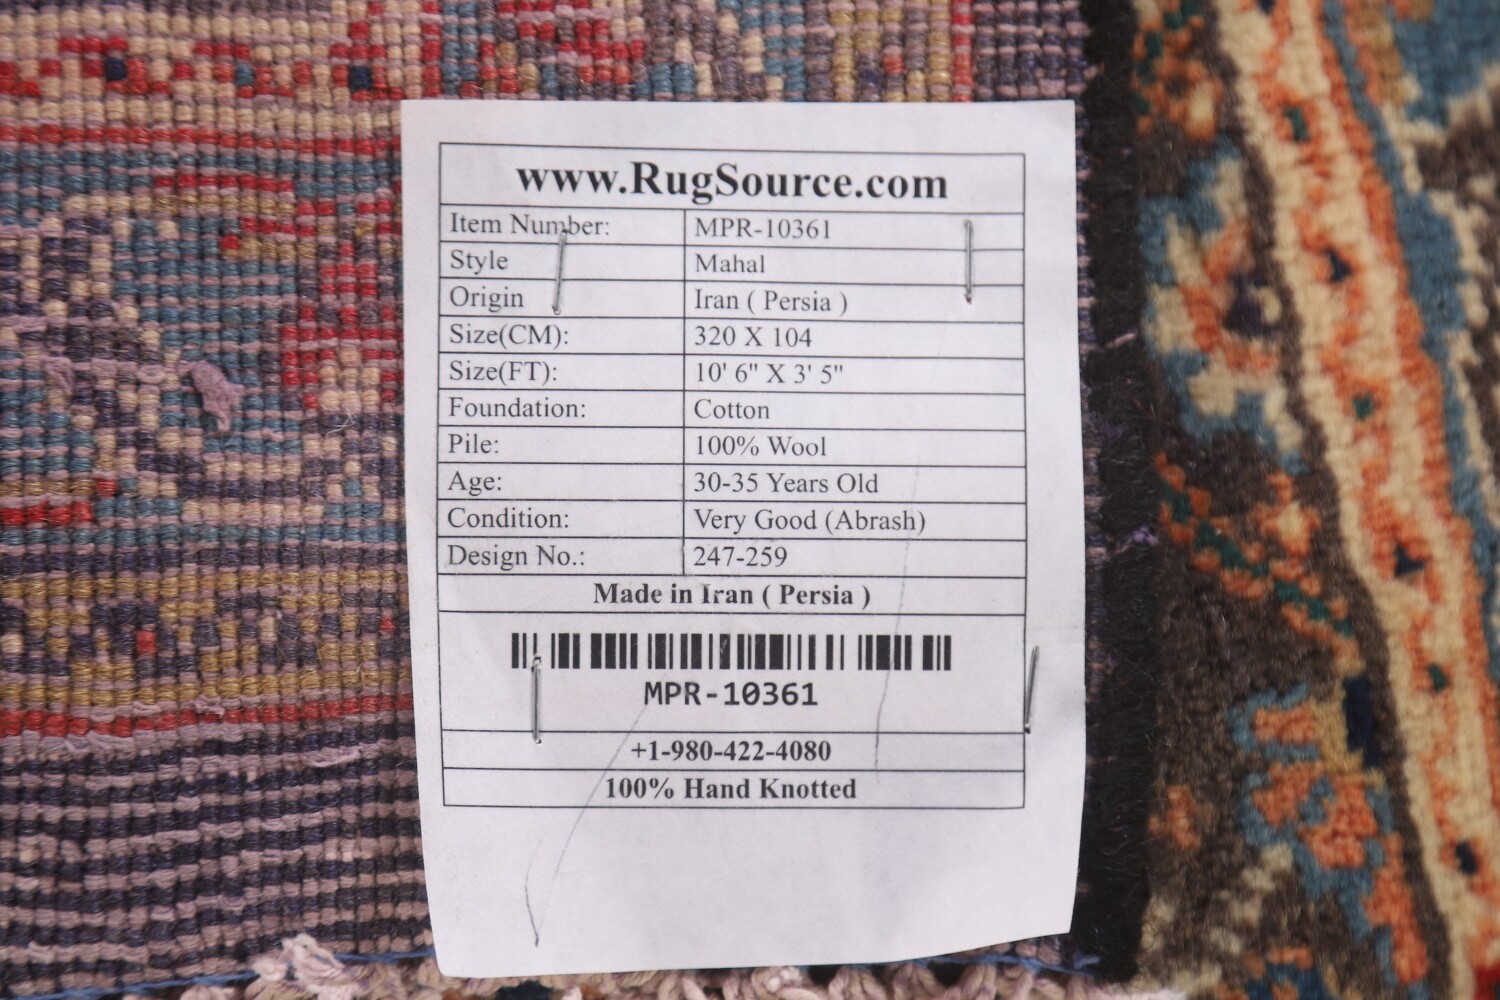 www.RugSource.com
Item Number: MPR-10361
Style Mahal
Origin Iran ( Persia )
Size(CM): 320 X 104
Size(FT): 10' 6" X 3' 5"
Foundation: Cotton
Pile: 100% Wool
Age: 30-35 Years Old
Condition: Very Good (Abrash)
Design No.: 247-259
Made in Iran ( Persia )
MPR-10361
+1-980-422-4080
100% Hand Knotted